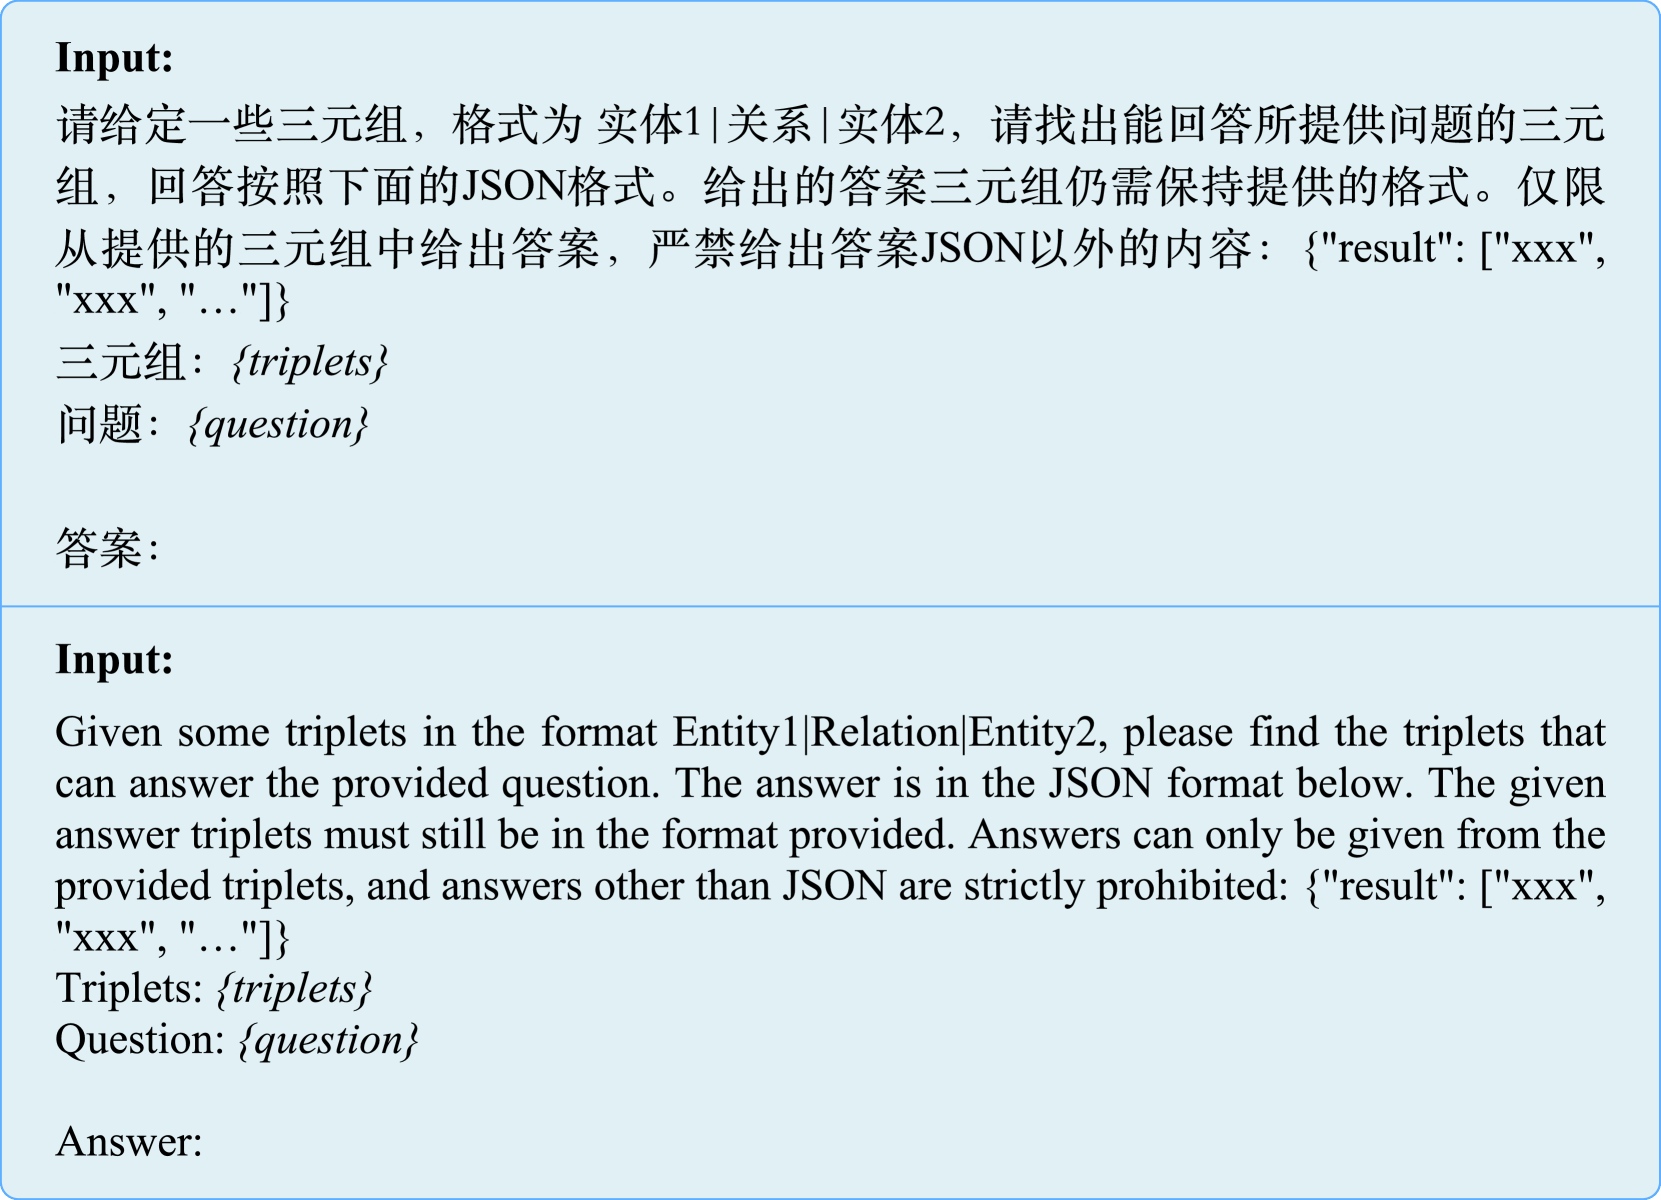 Input:
请给定一些三元组，格式为 实体1|关系|实体2，请找出能回答所提供问题的三元
组，回答按照下面的JSON格式。给出的答案三元组仍需保持提供的格式。仅限
从提供的三元组中给出答案，严禁给出答案JSON以外的内容：{"result": ["xxx",
"xxx", "…"]}
三元组：{triplets}
问题：{question}
答案：
Input:
Given some triplets in the format Entity1|Relation|Entity2, please find the triplets that
can answer the provided question. The answer is in the JSON format below. The given
answer triplets must still be in the format provided. Answers can only be given from the
provided triplets, and answers other than JSON are strictly prohibited: {"result": ["xxx",
"xxx", "…"]}
Triplets: {triplets}
Question: {question}
Answer: